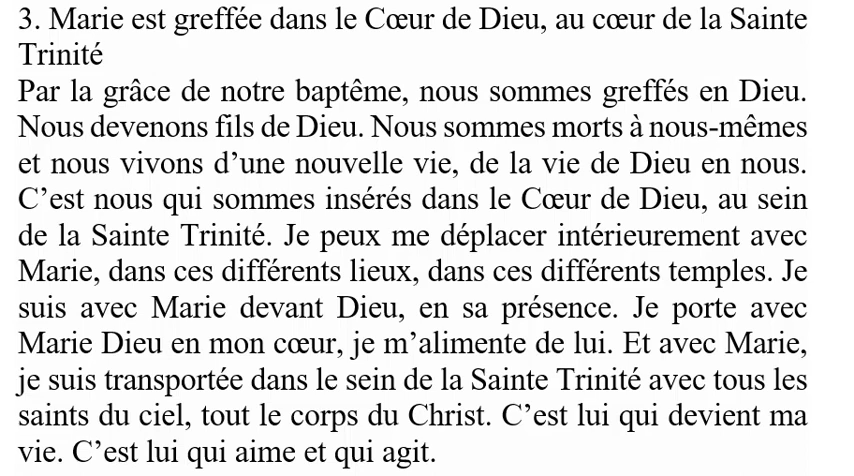 3. Marie est greffée dans le Cœur de Dieu, au cœur de la Sainte
Trinité
Par la grâce de notre baptême, nous sommes greffés en Dieu.
Nous devenons fils de Dieu. Nous sommes morts à nous-mêmes
et nous vivons d’une nouvelle vie, de la vie de Dieu en nous.
C’est nous qui sommes insérés dans le Cœur de Dieu, au sein
de la Sainte Trinité. Je peux me déplacer intérieurement avec
Marie, dans ces différents lieux, dans ces différents temples. Je
suis avec Marie devant Dieu, en sa présence. Je porte avec
Marie Dieu en mon cœur, je m’alimente de lui. Et avec Marie,
je suis transportée dans le sein de la Sainte Trinité avec tous les
saints du ciel, tout le corps du Christ. C’est lui qui devient ma
vie. C’est lui qui aime et qui agit.